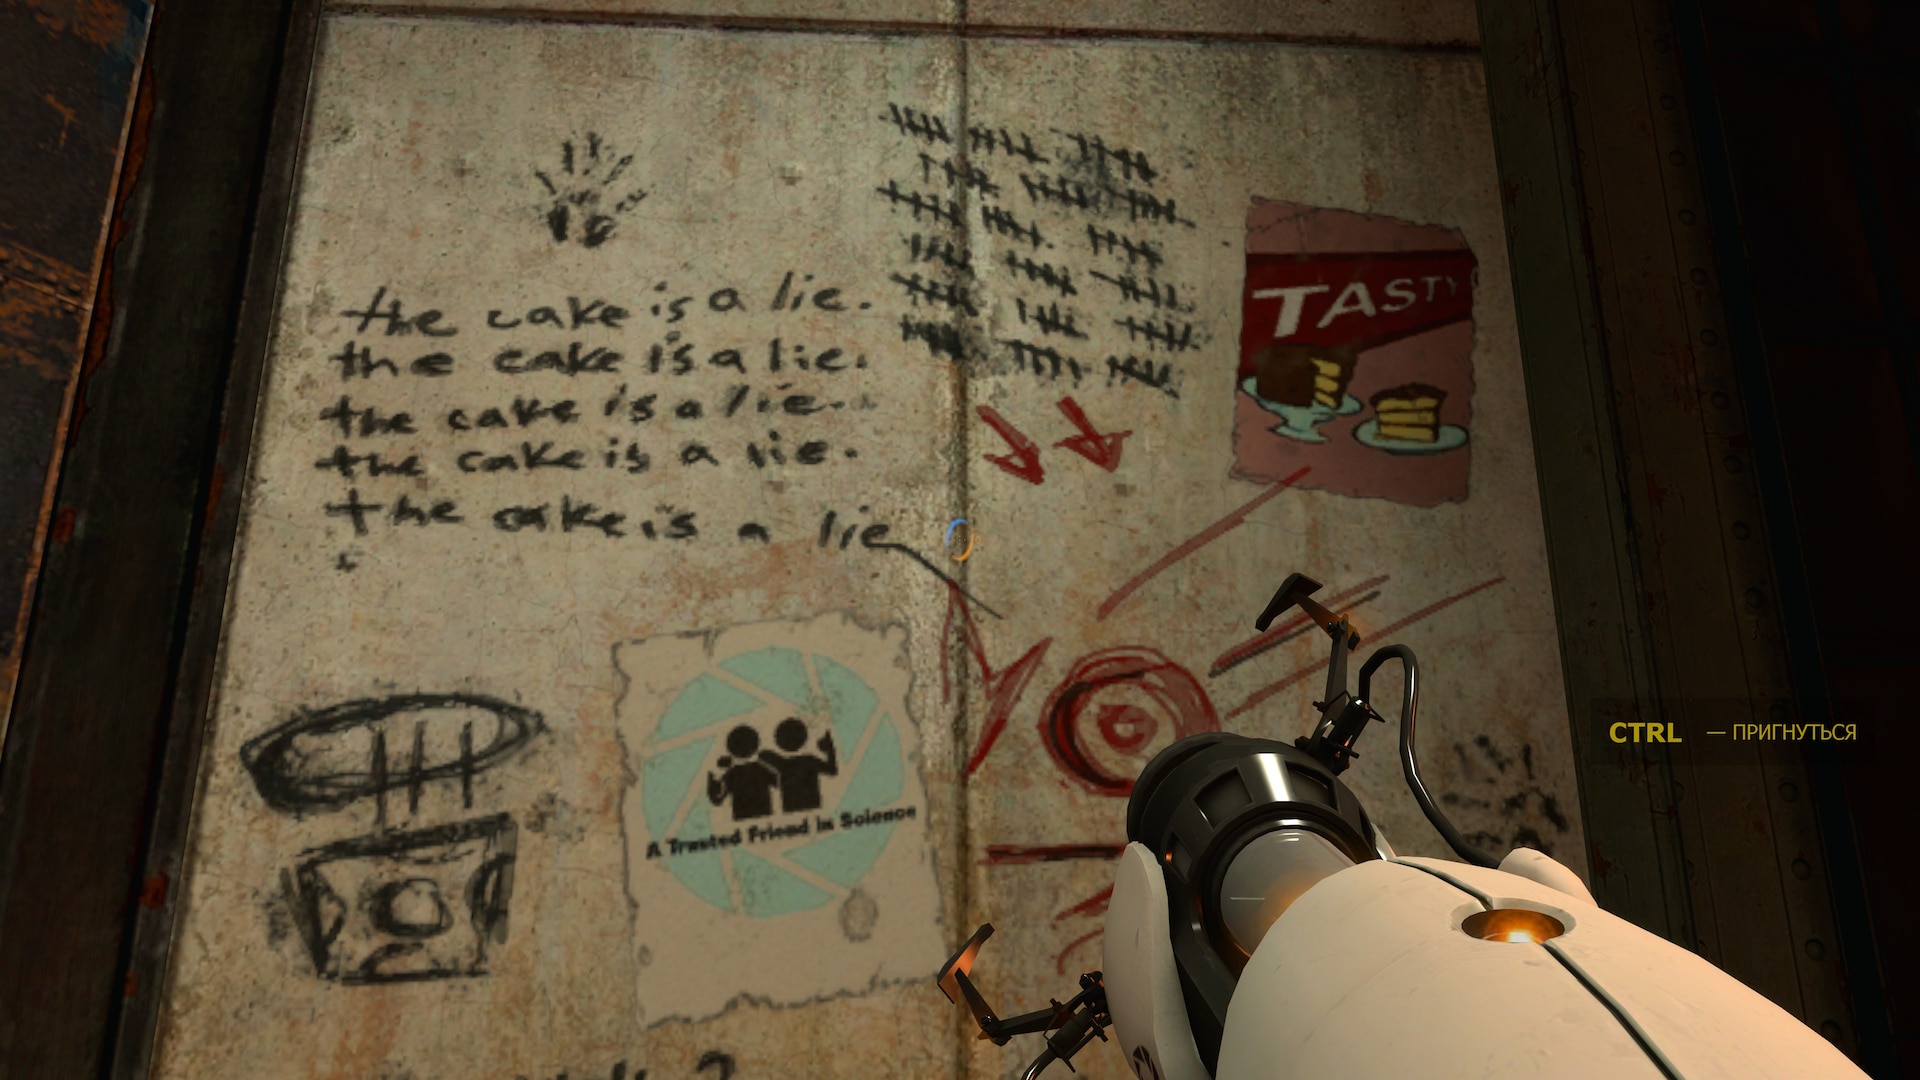 the cake is a lie.
the cake is a lie.
the cake is a lie.
the cake is a lie.
the cake is a lie
TASTY
A Trusted Friend in Science
CTRL — ПРИГНУТЬСЯ